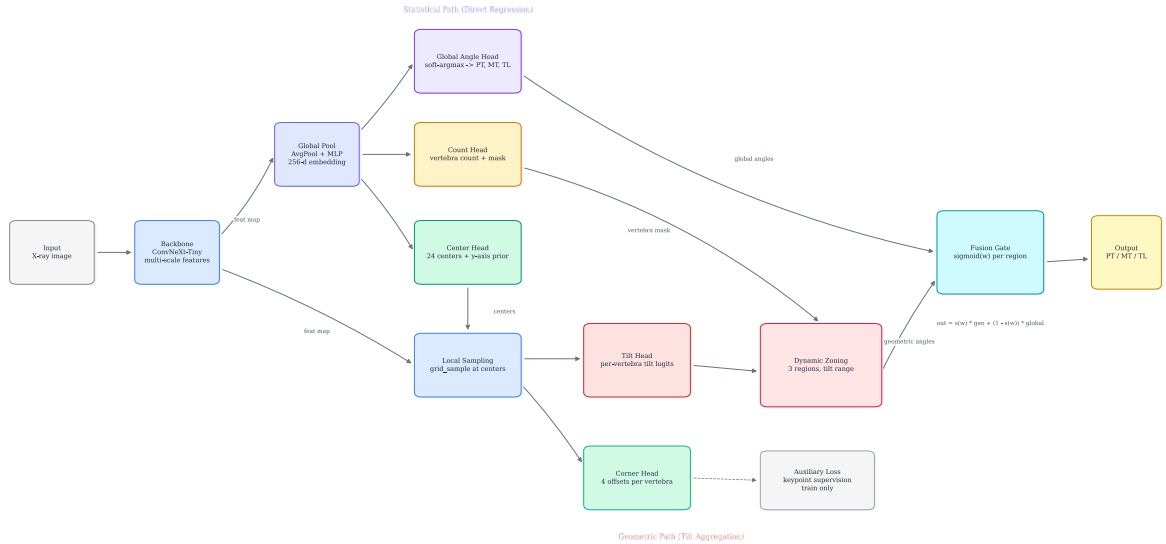 Statistical Path (Direct Regression)
Global Angle Head
soft-argmax -> PT, MT, TL
Global Pool
AvgPool + MLP
256-d embedding
Count Head
vertebra count + mask
global angles
feat map
vertebra mask
Input
X-ray image
Backbone
ConvNeXt-Tiny
multi-scale features
Center Head
24 centers + y-axis prior
Fusion Gate
sigmoid(w) per region
Output
PT / MT / TL
centers
feat map
out = s(w) * geo + (1 - s(w)) * global
geometric angles
Local Sampling
grid_sample at centers
Tilt Head
per-vertebra tilt logits
Dynamic Zoning
3 regions, tilt range
Corner Head
4 offsets per vertebra
Auxiliary Loss
keypoint supervision
train only
Geometric Path (Tilt Aggregation)